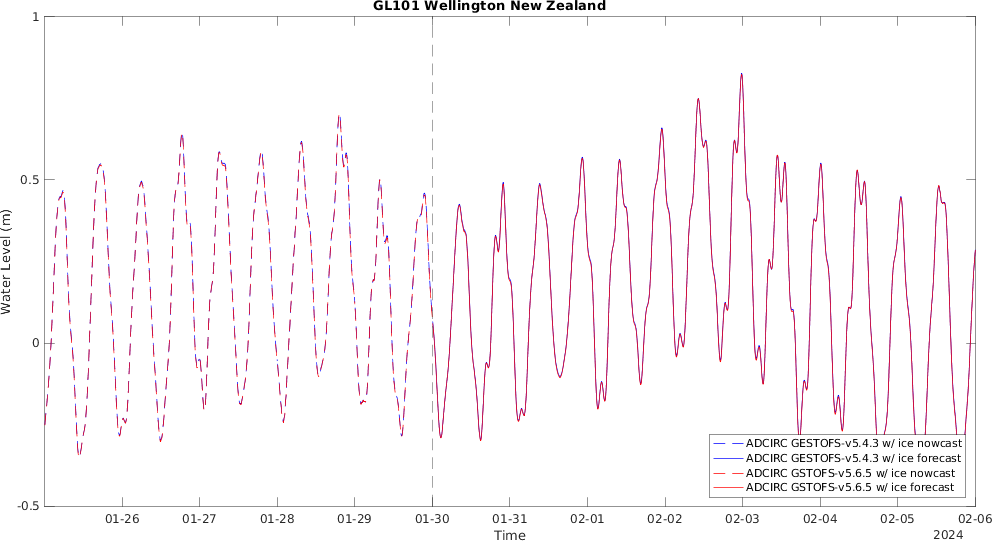 GL101 Wellington New Zealand
1
0.5
0
-0.5
Water Level (m)
ADCIRC GESTOFS-v5.4.3 w/ ice nowcast
ADCIRC GESTOFS-v5.4.3 w/ ice forecast
ADCIRC GSTOFS-v5.6.5 w/ ice nowcast
ADCIRC GSTOFS-v5.6.5 w/ ice forecast
01-26 01-27 01-28 01-29 01-30 01-31 02-01 02-02 02-03 02-04 02-05 02-06
Time
2024